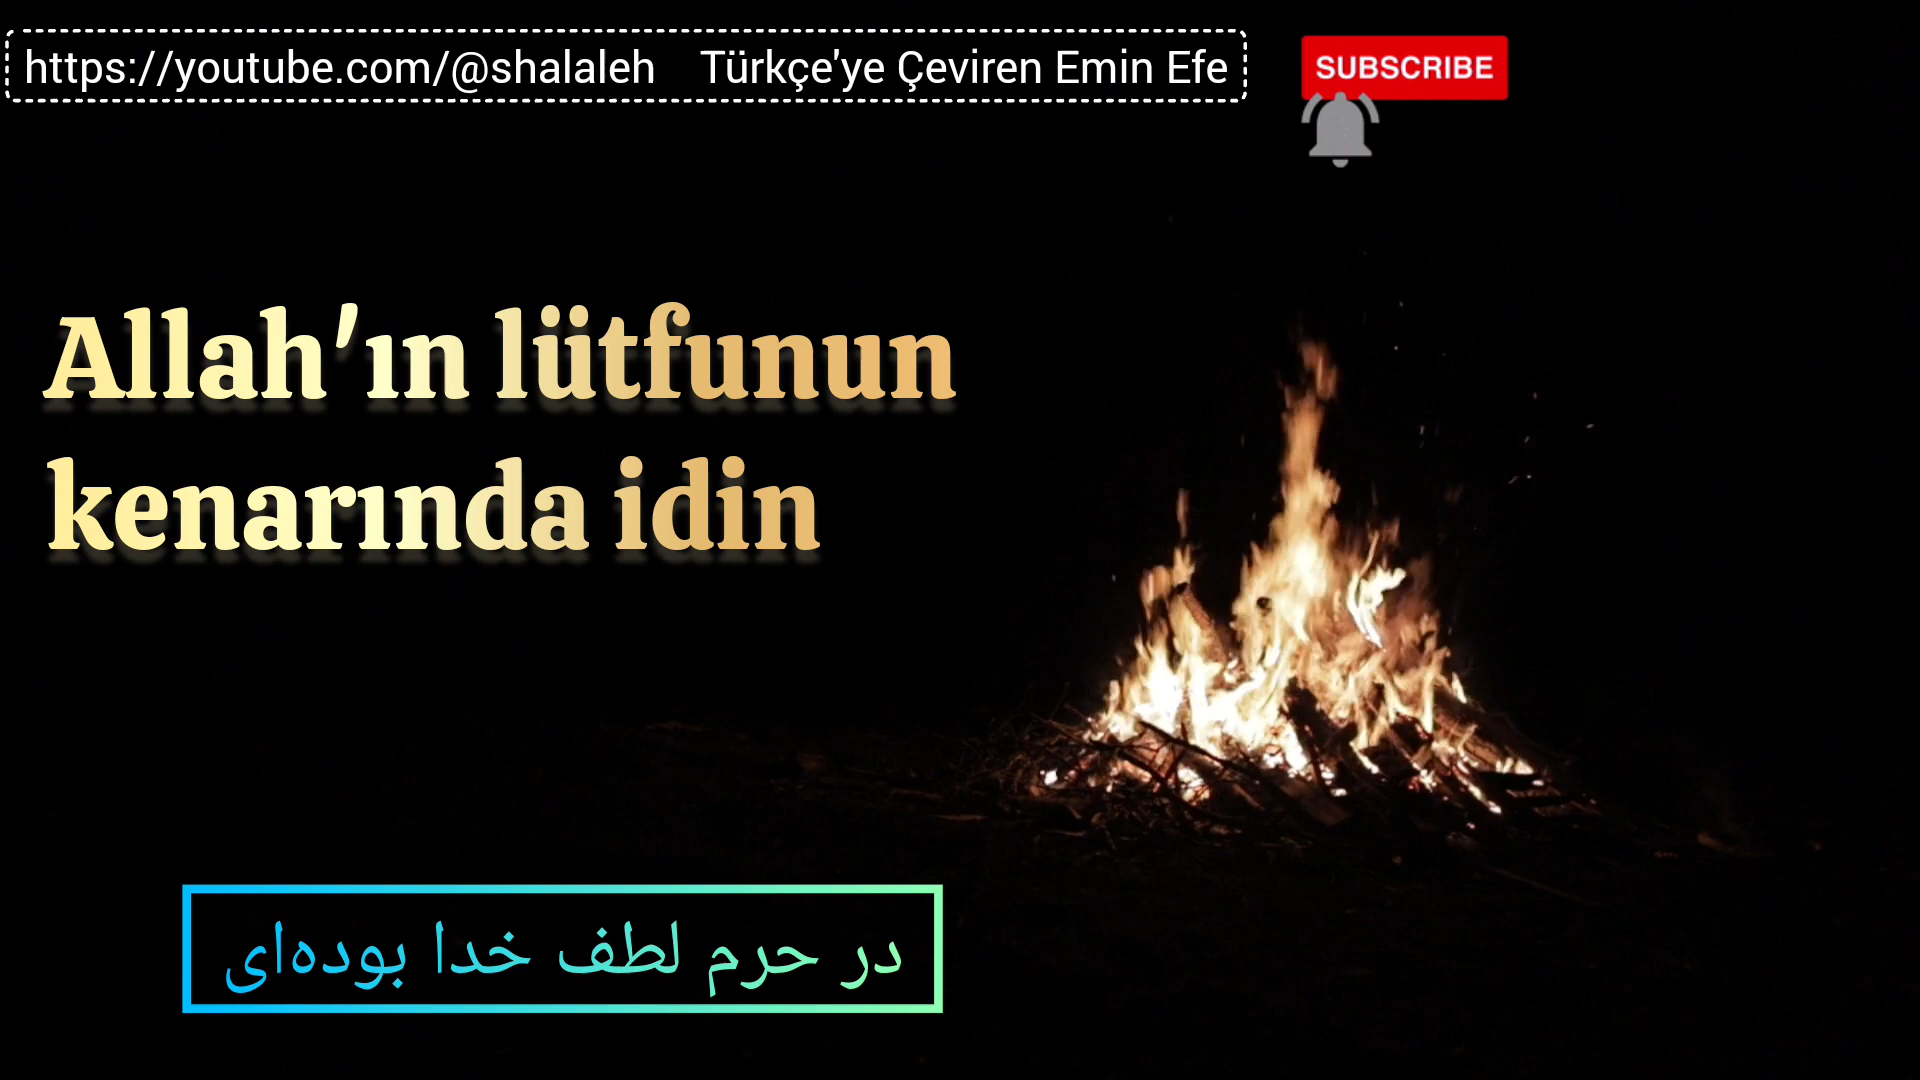 https://youtube.com/@shalaleh Türkçe'ye Çeviren Emin Efe
SUBSCRIBE
Allah'ın lütfunun
kenarında idin
در حرم لطف خدا بوده‌ای